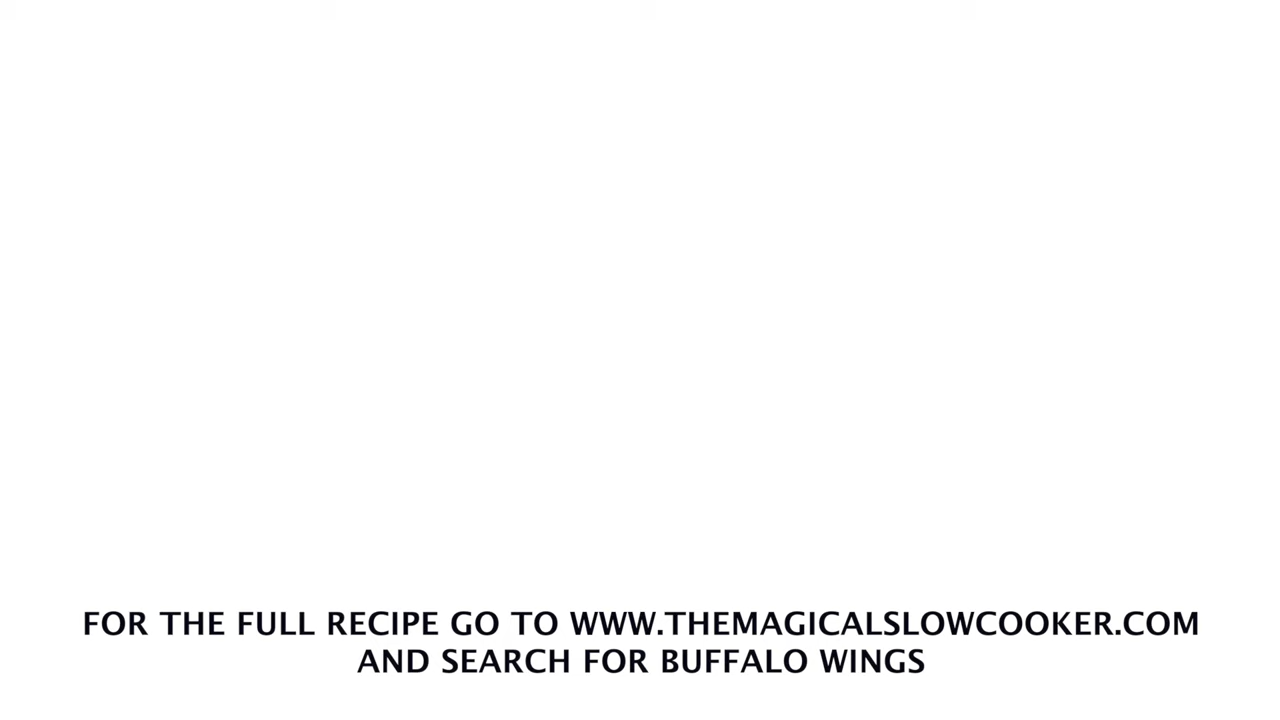 FOR THE FULL RECIPE GO TO WWW.THEMAGICALSLOWCOOKER.COM
AND SEARCH FOR BUFFALO WINGS